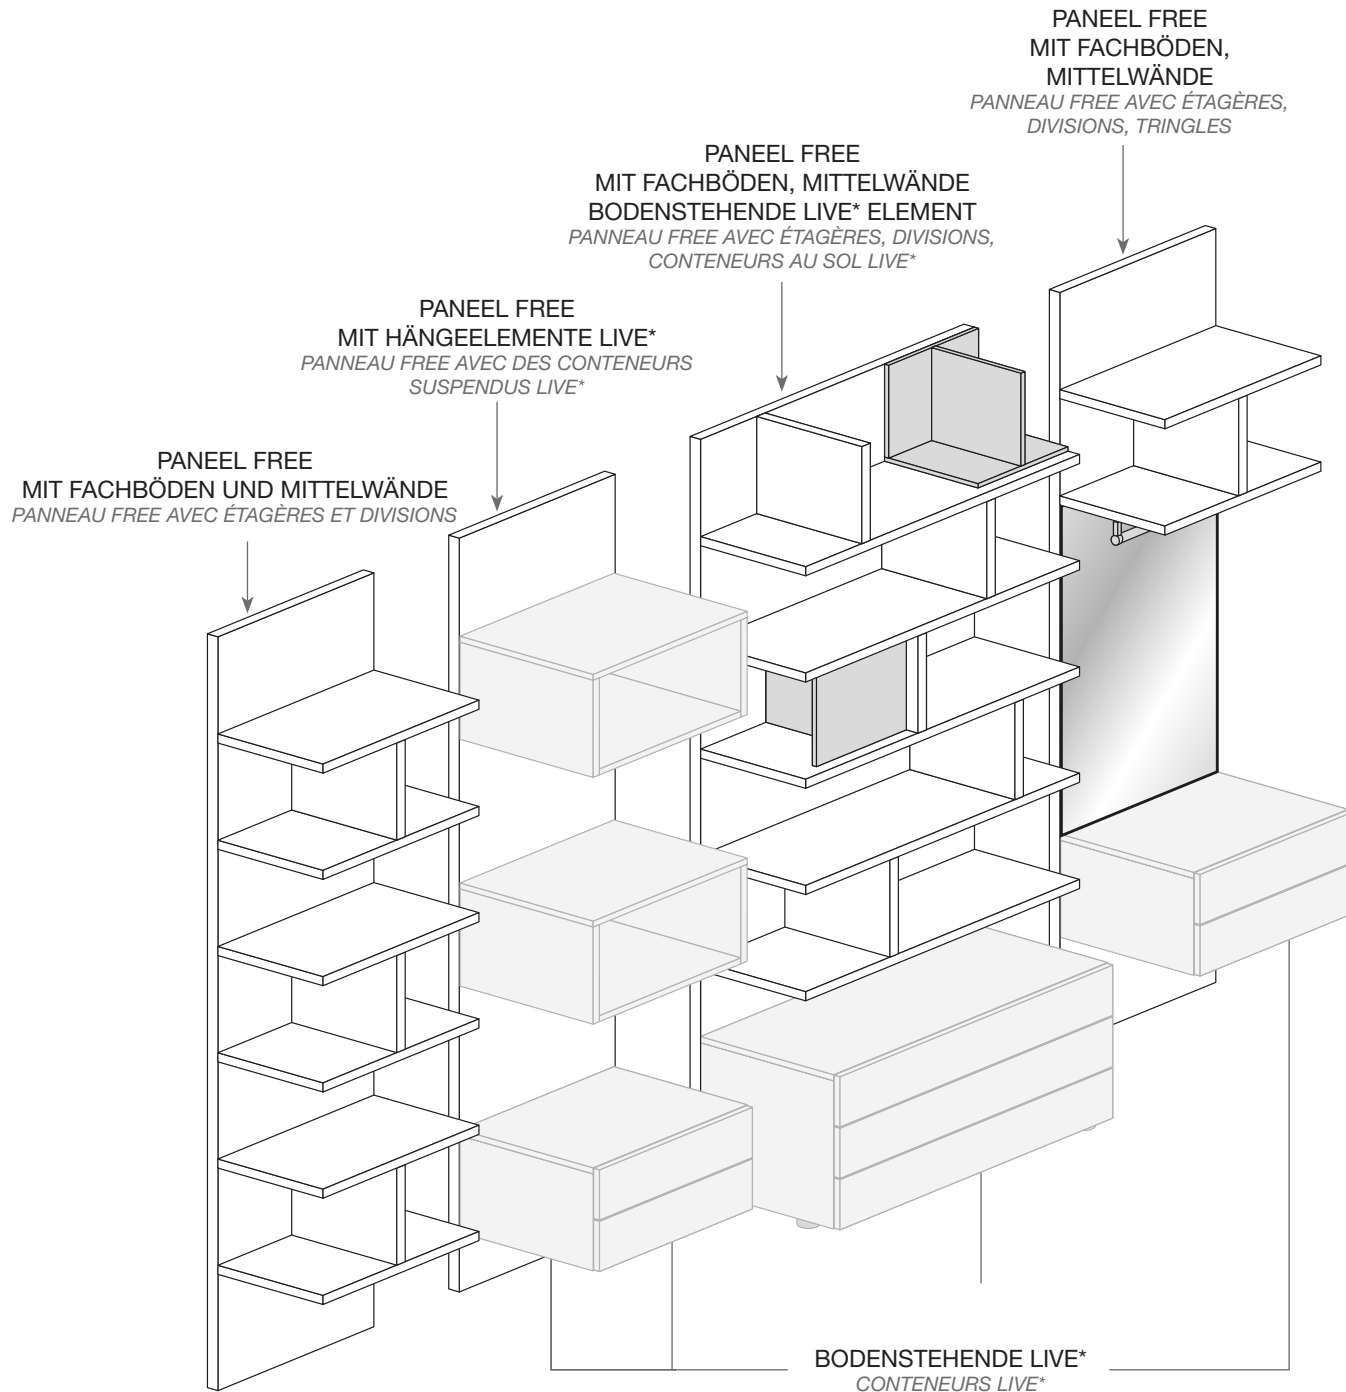 PANEEL FREE
MIT FACHBÖDEN,
MITTELWÄNDE
PANNEAU FREE AVEC ÉTAGÈRES,
DIVISIONS, TRINGLES
PANEEL FREE
MIT FACHBÖDEN, MITTELWÄNDE
BODENSTEHENDE LIVE* ELEMENT
PANNEAU FREE AVEC ÉTAGÈRES, DIVISIONS,
CONTENEURS AU SOL LIVE*
PANEEL FREE
MIT HÄNGEELEMENTE LIVE*
PANNEAU FREE AVEC DES CONTENEURS
SUSPENDUS LIVE*
PANEEL FREE
MIT FACHBÖDEN UND MITTELWÄNDE
PANNEAU FREE AVEC ÉTAGÈRES ET DIVISIONS
BODENSTEHENDE LIVE*
CONTENEURS LIVE*